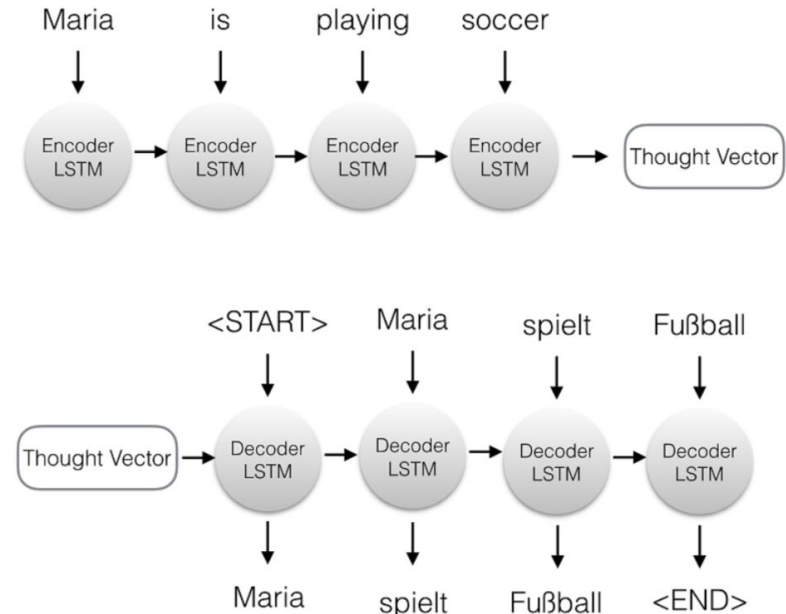 Maria is playing soccer
Encoder Encoder Encoder Encoder
LSTM LSTM LSTM LSTM
Thought Vector
<START> Maria spielt Fußball
Thought Vector
Decoder Decoder Decoder Decoder
LSTM LSTM LSTM LSTM
Maria spielt Fußball <END>